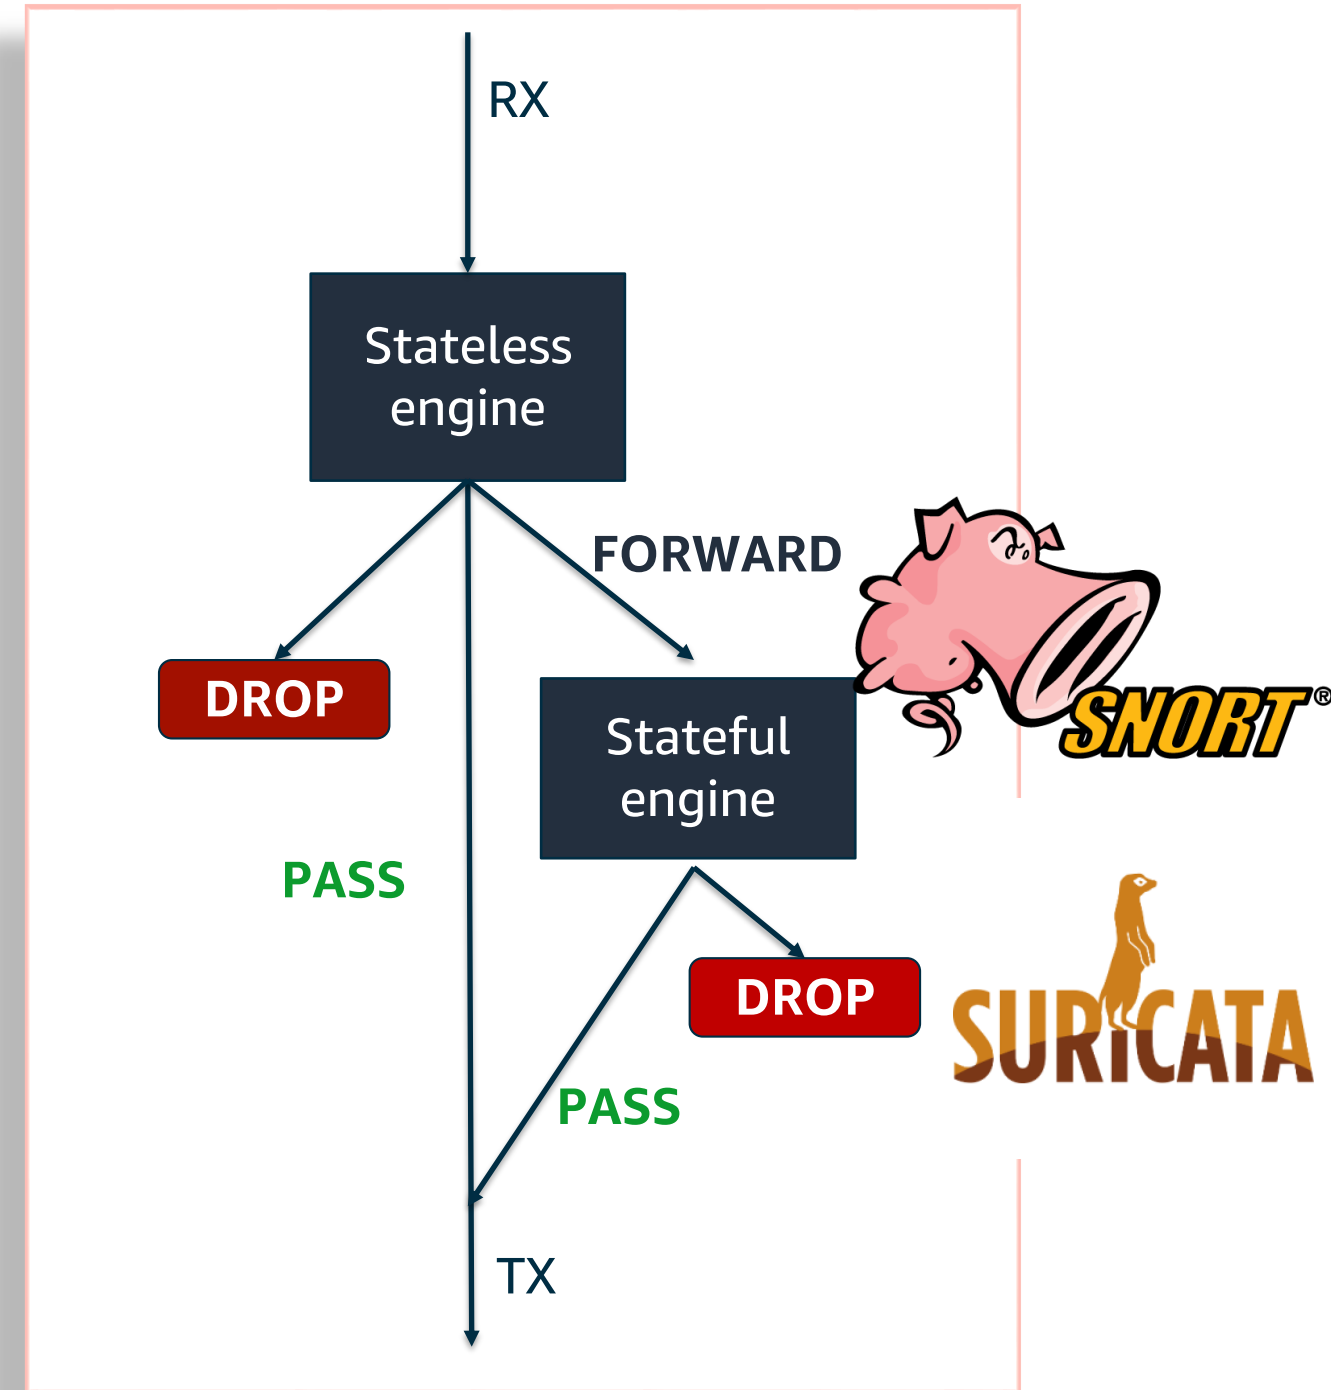 RX
Stateless
engine
FORWARD
DROP
SNORT®
Stateful
engine
PASS
DROP
SURICATA
PASS
TX